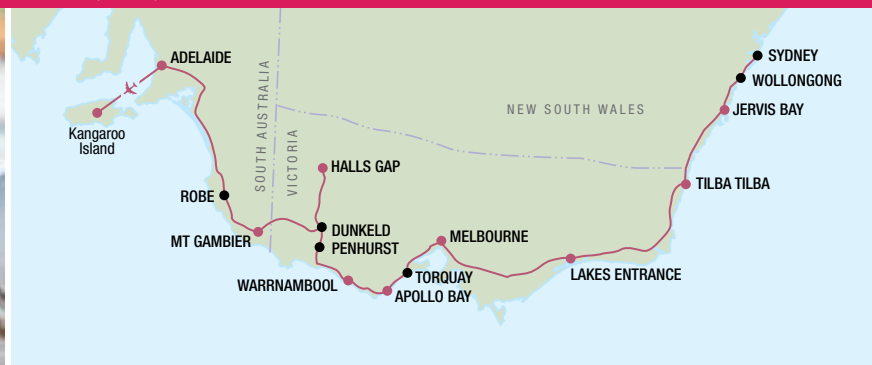 ADELAIDE
Kangaroo
Island
SOUTH AUSTRALIA
VICTORIA
NEW SOUTH WALES
SYDNEY
WOLLONGONG
JERVIS BAY
TILBA TILBA
HALLS GAP
ROBE
DUNKELD
PENHURST
MT GAMBIER
MELBOURNE
LAKES ENTRANCE
TORQUAY
WARRNAMBOOL
APOLLO BAY